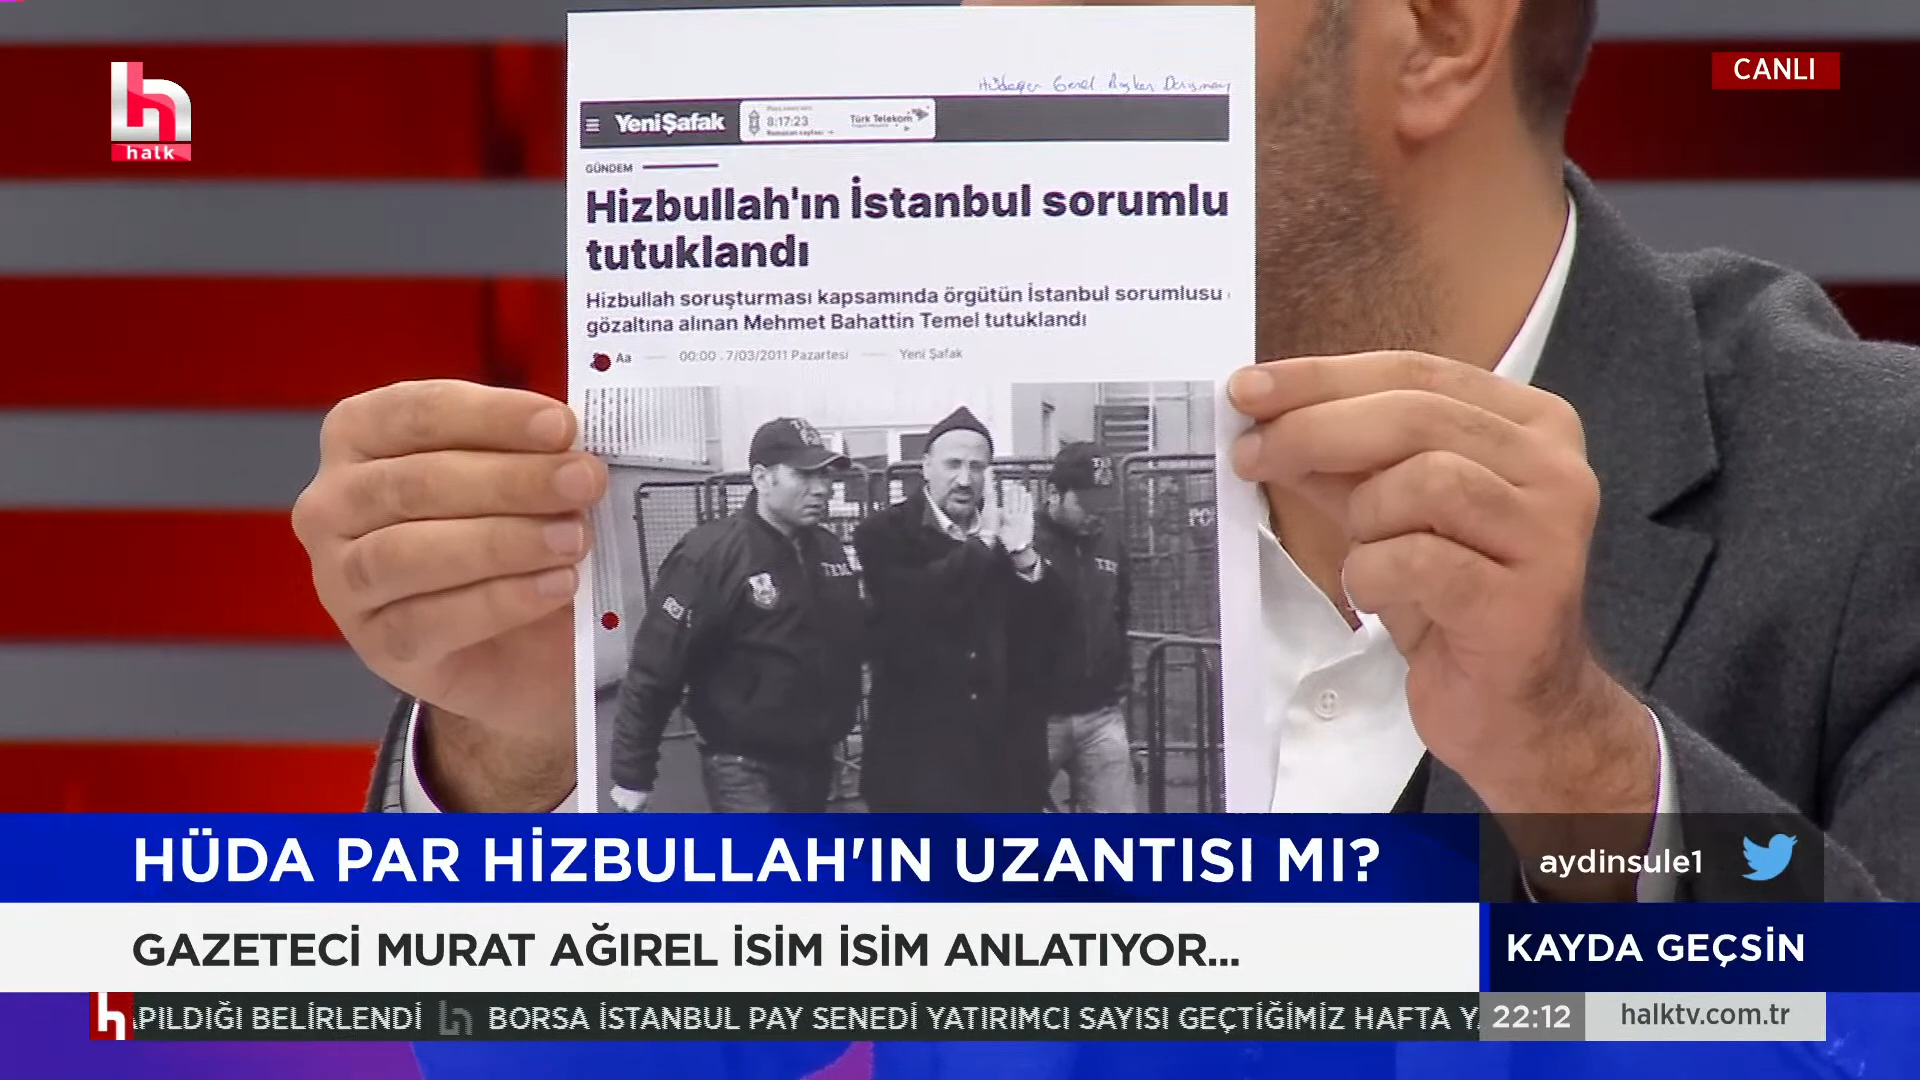 h
halk
CANLI
Hüdapar Genel Başkan Danışmanı
Yeni Şafak
8:17:23
Türk Telekom
GÜNDEM
Hizbullah'ın İstanbul sorumlu
tutuklandı
Hizbullah soruşturması kapsamında örgütün İstanbul sorumlusu
gözaltına alınan Mehmet Bahattin Temel tutuklandı
Aa
00:00 . 7/03/2011 Pazartesi
Yeni Şafak
TEM
HÜDA PAR HİZBULLAH'IN UZANTISI MI?
aydinsule1
GAZETECİ MURAT AĞIREL İSİM İSİM ANLATIYOR...
KAYDA GEÇSİN
APILDIĞI BELİRLENDİ
BORSA İSTANBUL PAY SENEDİ YATIRIMCI SAYISI GEÇTİĞİMİZ HAFTA
22:12
halktv.com.tr